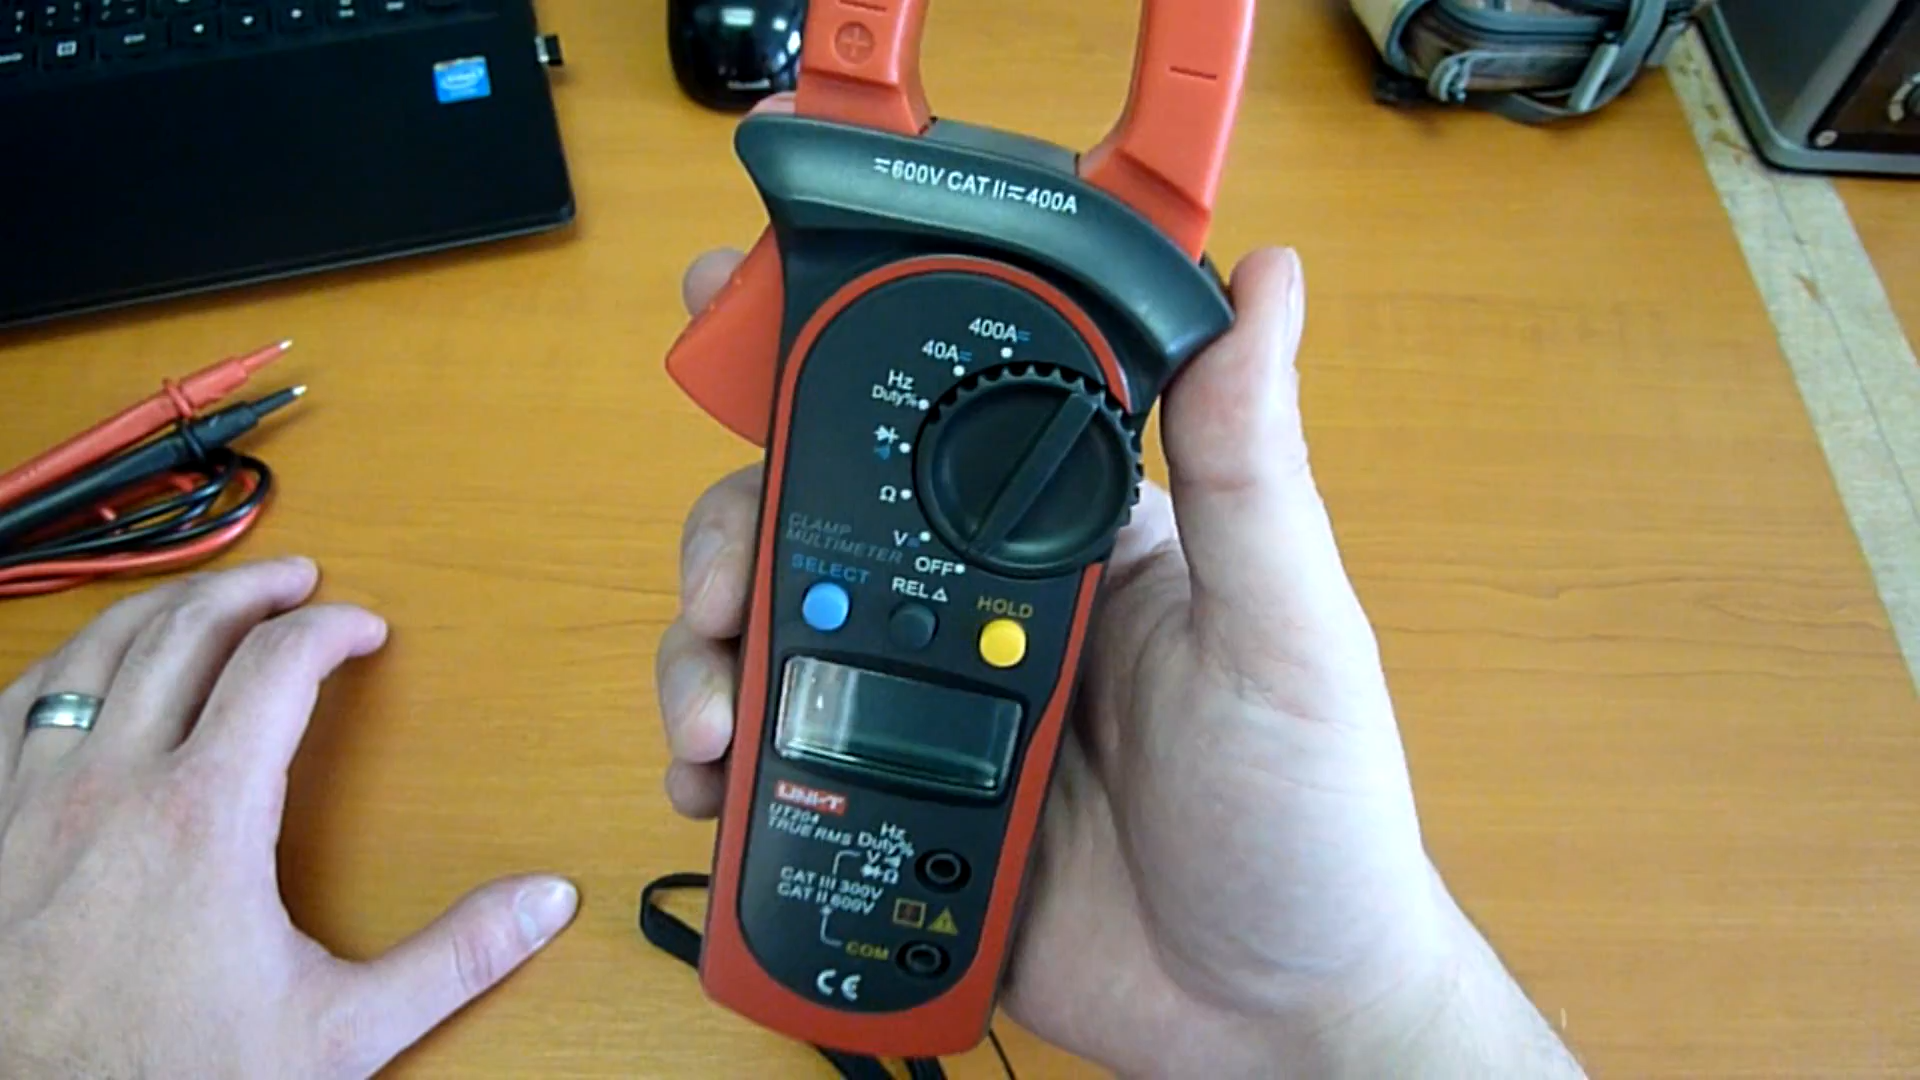 ≂600V CAT II≂400A
400A≂
40A≂
Hz
Duty%
Ω
V≂
OFF
CLAMP
MULTIMETER
SELECT
REL △
HOLD
UNI-T
UT204
TRUE RMS
Hz
Duty%
V
Ω
CAT III 300V
CAT II 600V
COM
CE
intel